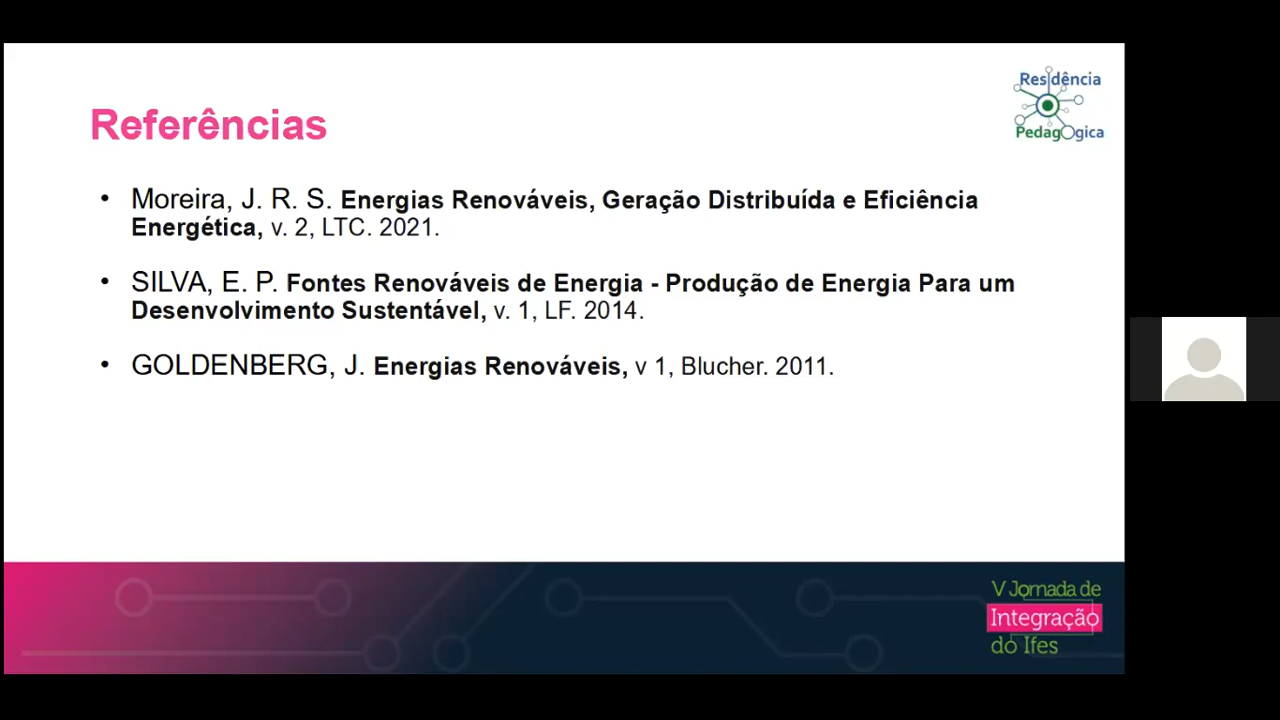 Residência
Pedagogica
Referências
• Moreira, J. R. S. Energias Renováveis, Geração Distribuída e Eficiência
Energética, v. 2, LTC. 2021.
• SILVA, E. P. Fontes Renováveis de Energia - Produção de Energia Para um
Desenvolvimento Sustentável, v. 1, LF. 2014.
• GOLDENBERG, J. Energias Renováveis, v 1, Blucher. 2011.
V Jornada de
Integração
do Ifes